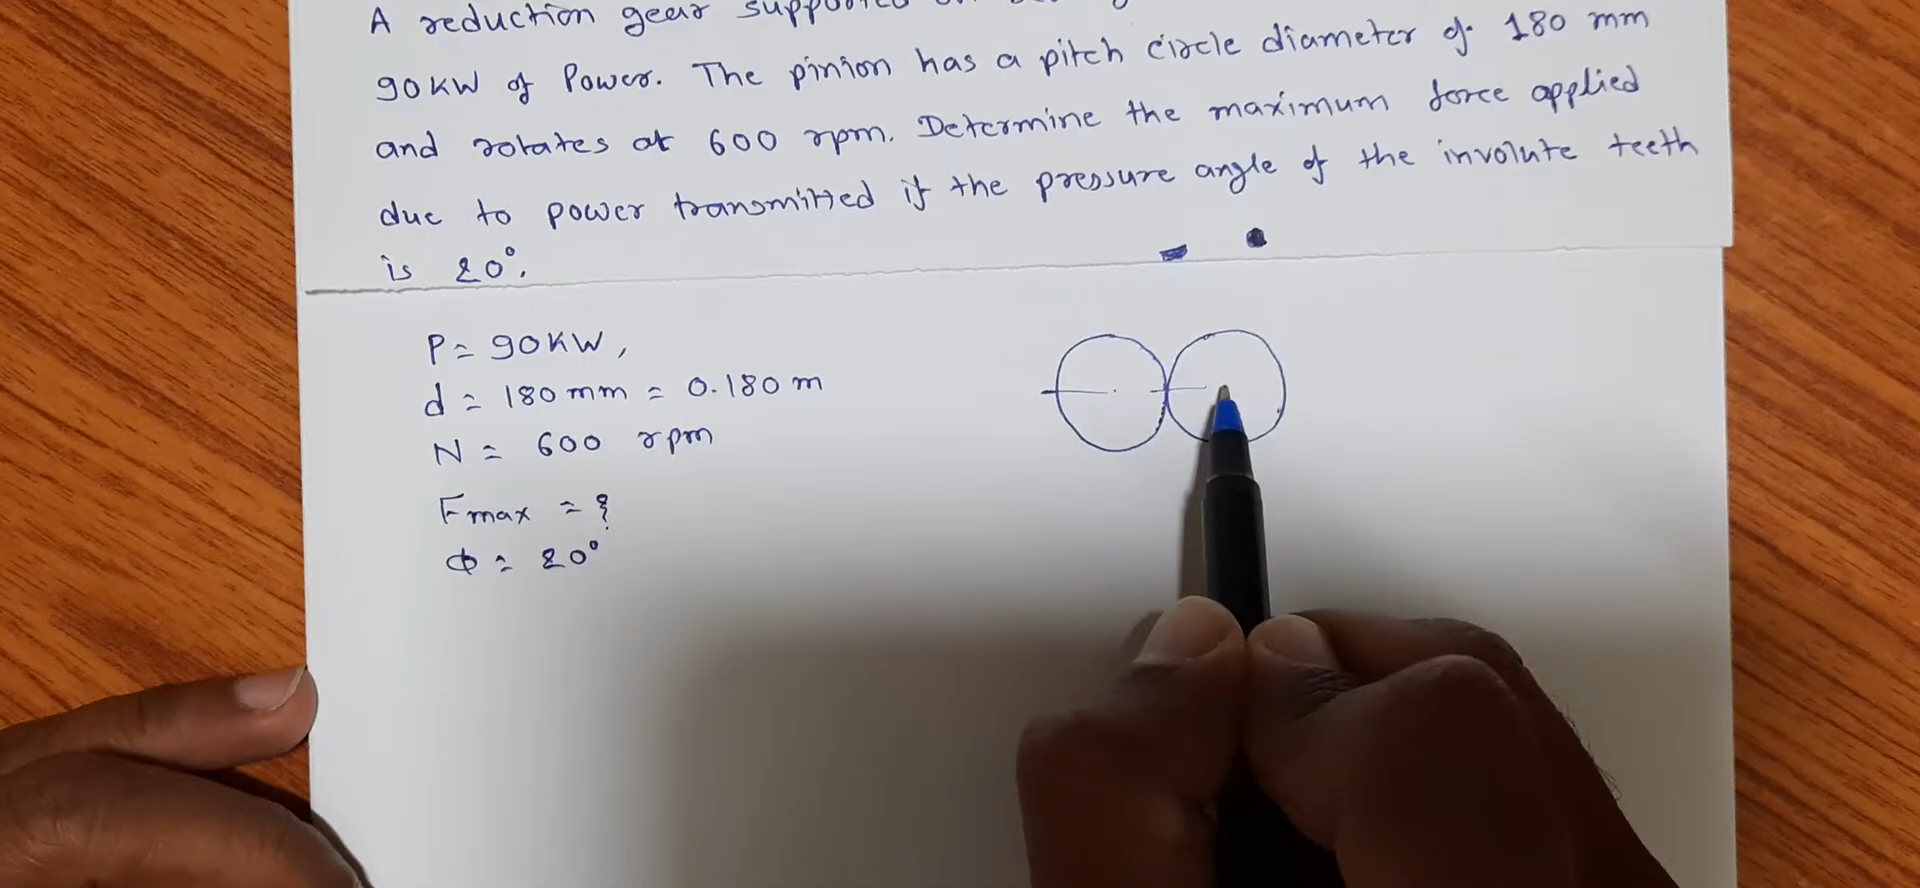 A reduction gear supported on
90KW of Power. The pinion has a pitch circle diameter of 180 mm
and rotates at 600 rpm. Determine the maximum force applied
due to power transmitted if the pressure angle of the involute teeth
is 20°.
P = 90KW,
d = 180 mm = 0.180 m
N = 600 rpm
Fmax = ?
Φ = 20°